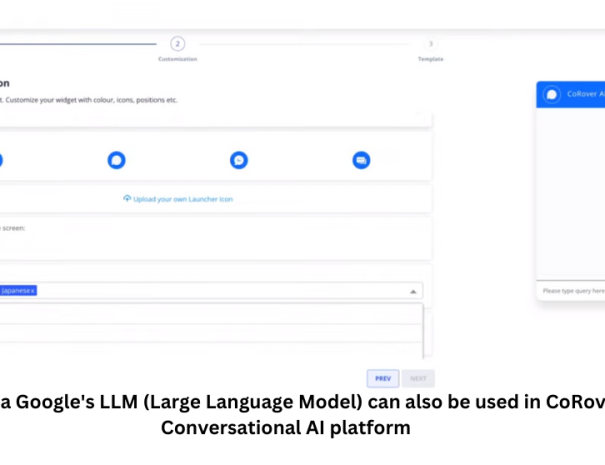 2
3
Customization
Template
on
t. Customize your widget with colour, icons, positions etc.
CoRover A
Upload your own Launcher Icon
e screen:
Japanese x
Please type query here
PREV
NEXT
a Google's LLM (Large Language Model) can also be used in CoRov
Conversational AI platform